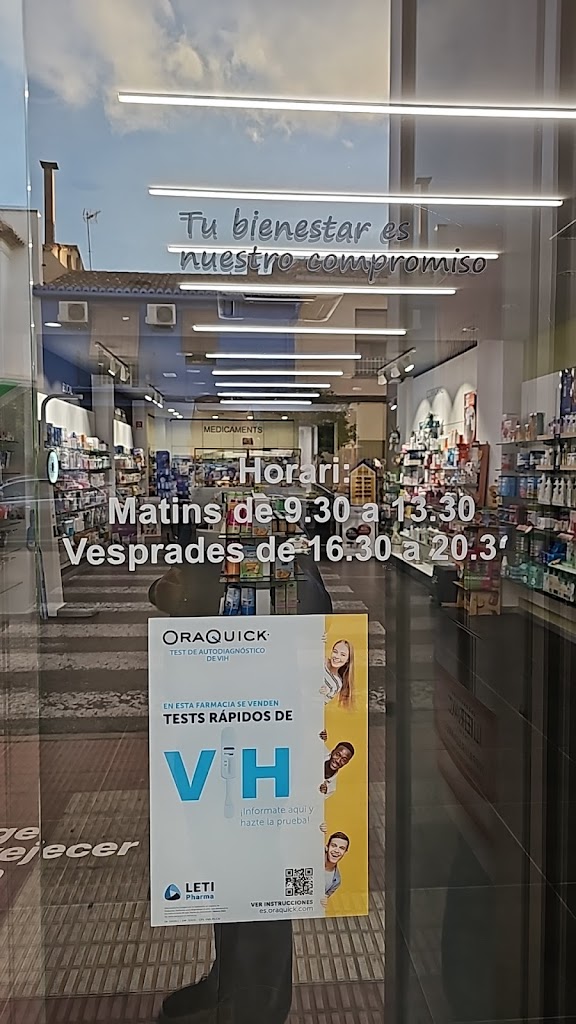 Tu bienestar es
nuestro compromiso
MEDICAMENTS
Horari:
Matins de 9.30 a 13.30
Vesprades de 16.30 a 20.3
ORAQUICK
TEST DE AUTODIAGNÓSTICO
DE VIH
EN ESTA FARMACIA SE VENDEN
TESTS RÁPIDOS DE
VIH
¡Infórmate aquí y
hazte la prueba!
LETI
Pharma
VER INSTRUCCIONES
es.oraquick.com
ge
ejecer